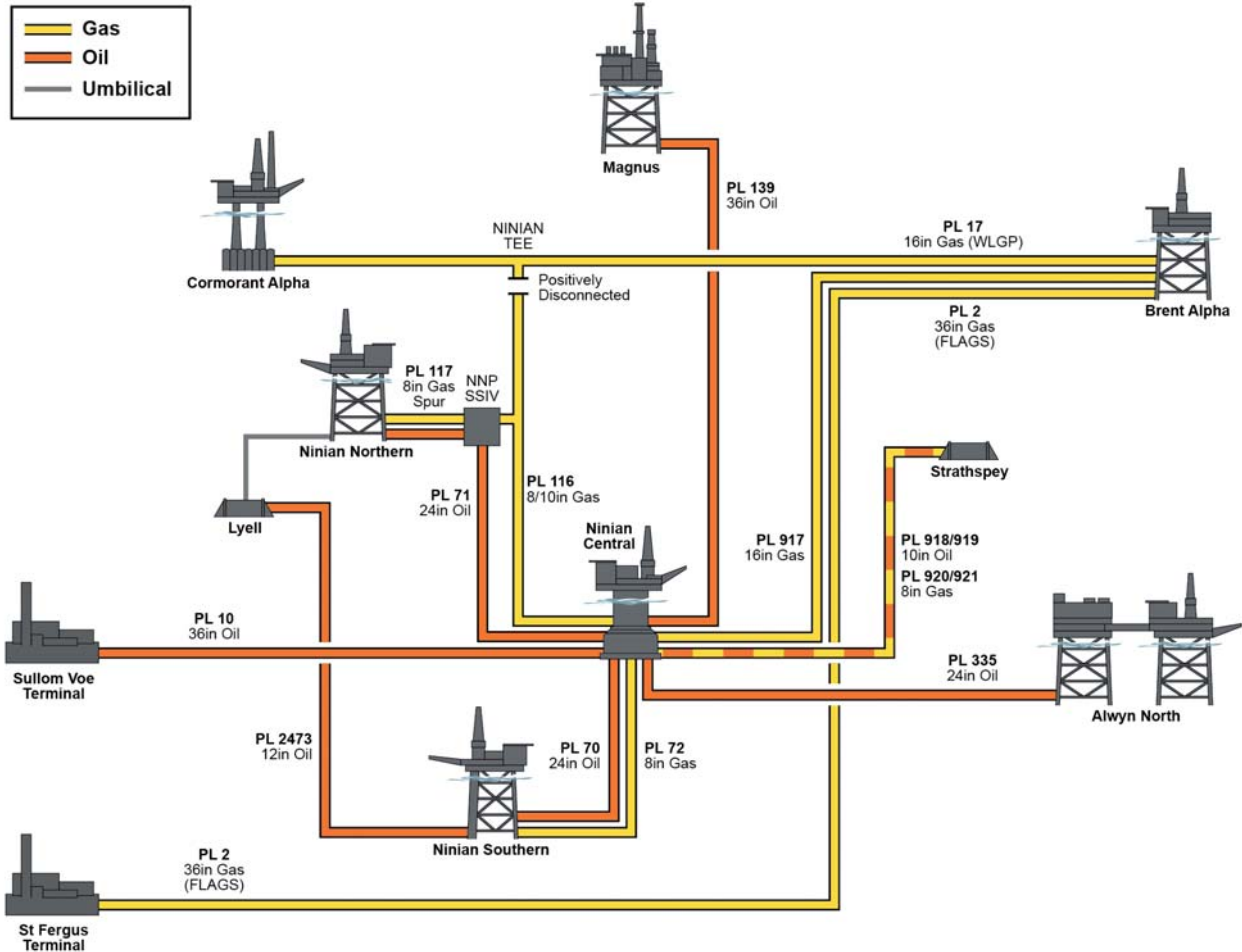 Gas
Oil
Umbilical
Magnus
PL 139
36in Oil
Cormorant Alpha
NINIAN
TEE
Positively
Disconnected
PL 17
16in Gas (WLGP)
Brent Alpha
PL 2
36in Gas
(FLAGS)
PL 117
8in Gas
Spur
NNP
SSIV
Ninian Northern
Strathspey
Lyell
PL 71
24in Oil
PL 116
8/10in Gas
Ninian
Central
PL 917
16in Gas
PL 918/919
10in Oil
PL 920/921
8in Gas
PL 10
36in Oil
Sullom Voe
Terminal
PL 335
24in Oil
Alwyn North
PL 2473
12in Oil
PL 70
24in Oil
PL 72
8in Gas
Ninian Southern
PL 2
36in Gas
(FLAGS)
St Fergus
Terminal